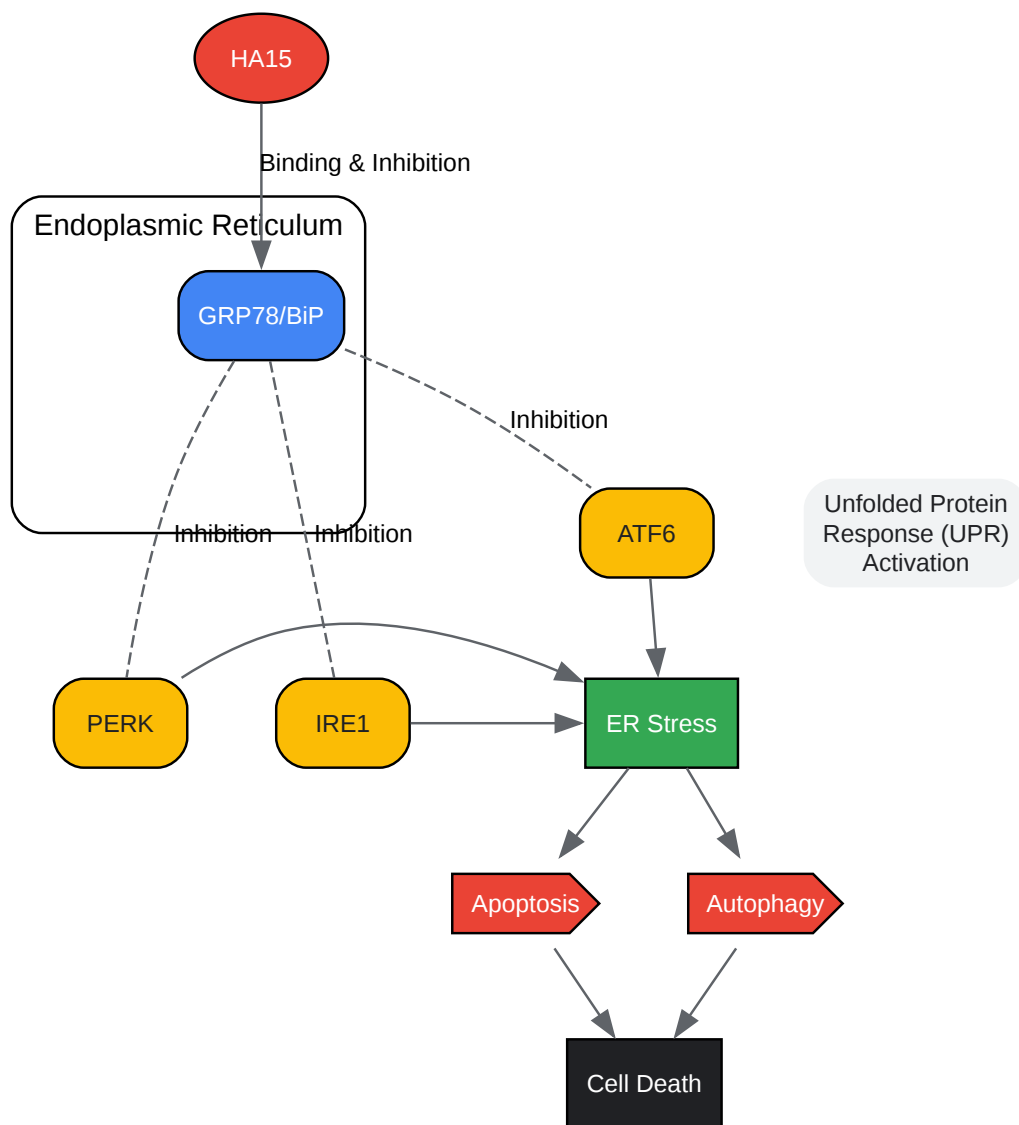 HA15
Binding & Inhibition
Endoplasmic Reticulum
GRP78/BiP
Inhibition
Inhibition
Inhibition
ATF6
Unfolded Protein
Response (UPR)
Activation
PERK
IRE1
ER Stress
Apoptosis
Autophagy
Cell Death